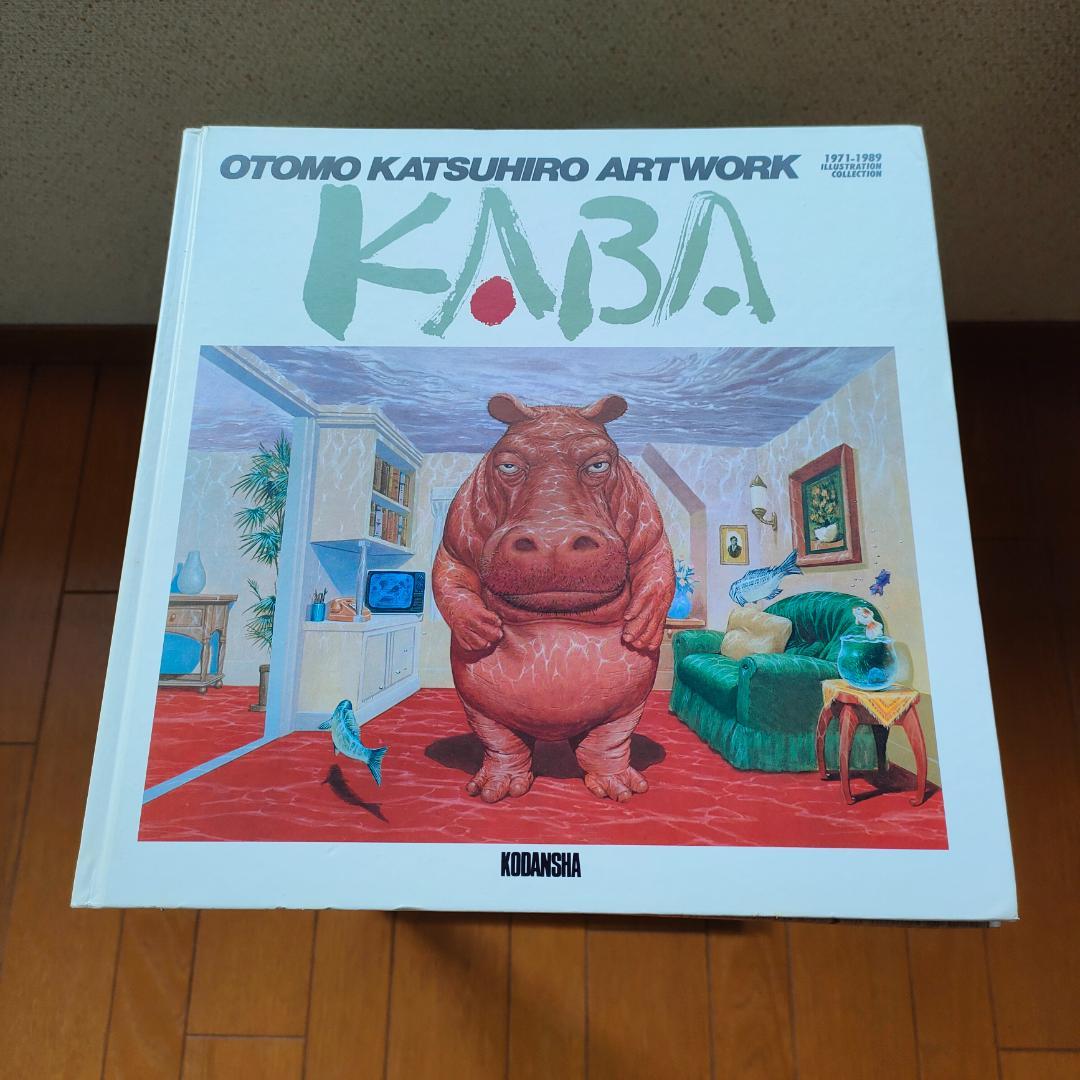 OTOMO KATSUHIRO ARTWORK
1971-1989
ILLUSTRATION
COLLECTION
KABA
KODANSHA